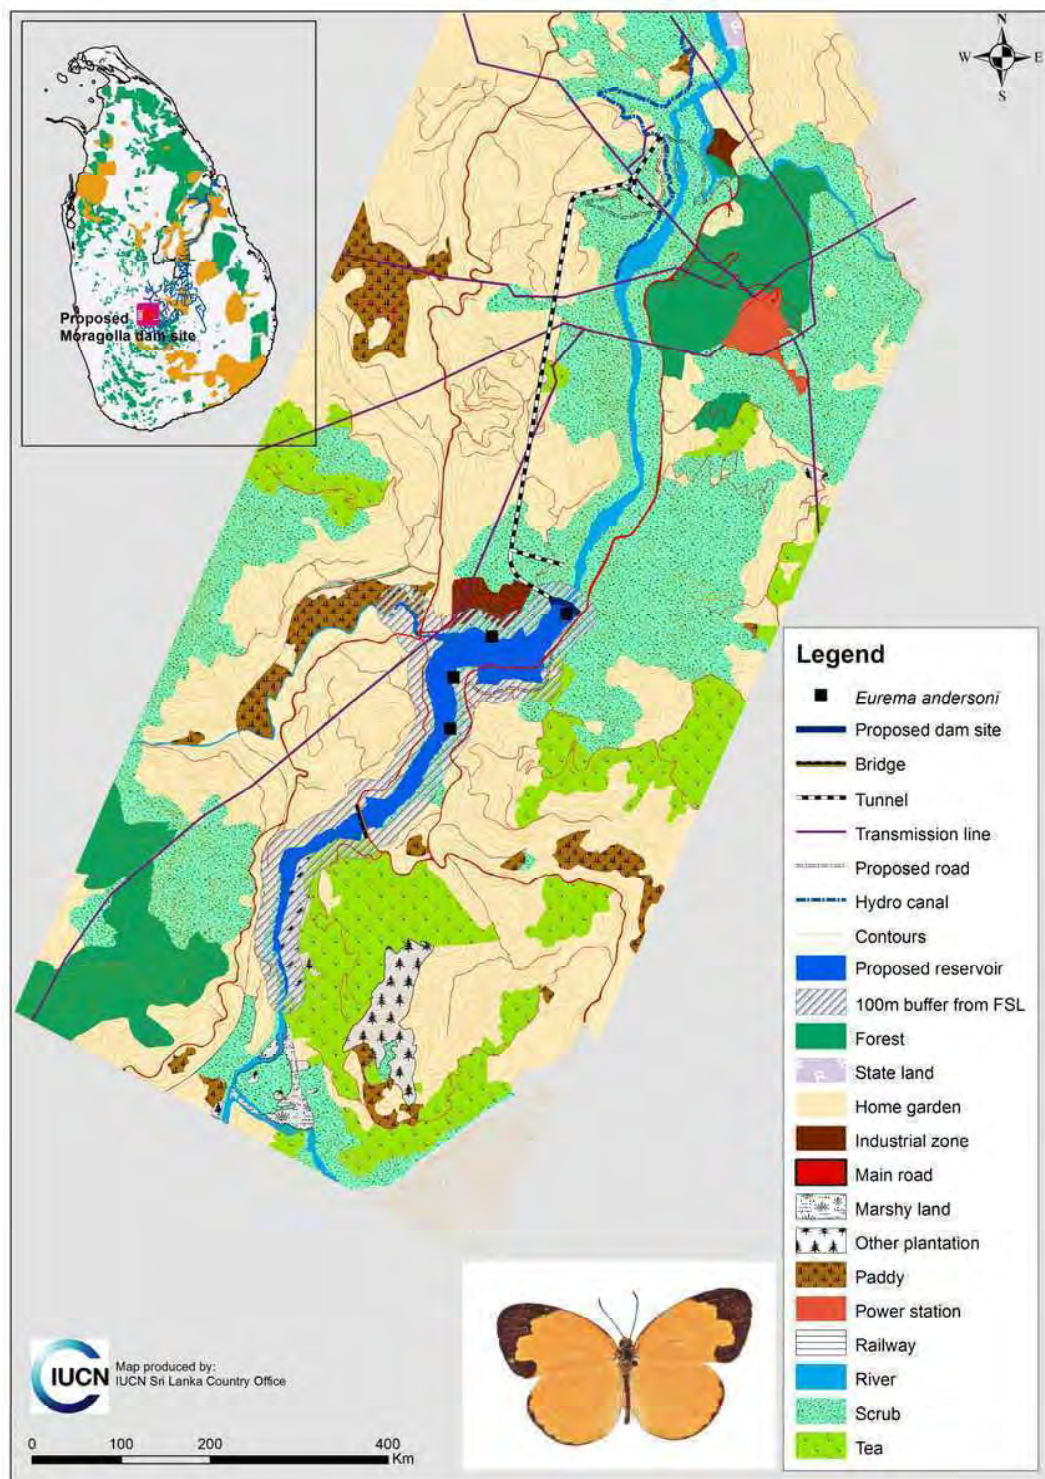 N
W E
S
Proposed
Moragolla dam site
Legend
Eurema andersoni
Proposed dam site
Bridge
Tunnel
Transmission line
Proposed road
Hydro canal
Contours
Proposed reservoir
100m buffer from FSL
Forest
State land
Home garden
Industrial zone
Main road
Marshy land
Other plantation
Paddy
Power station
Railway
River
Scrub
Tea
IUCN
Map produced by:
IUCN Sri Lanka Country Office
0 100 200 400
Km